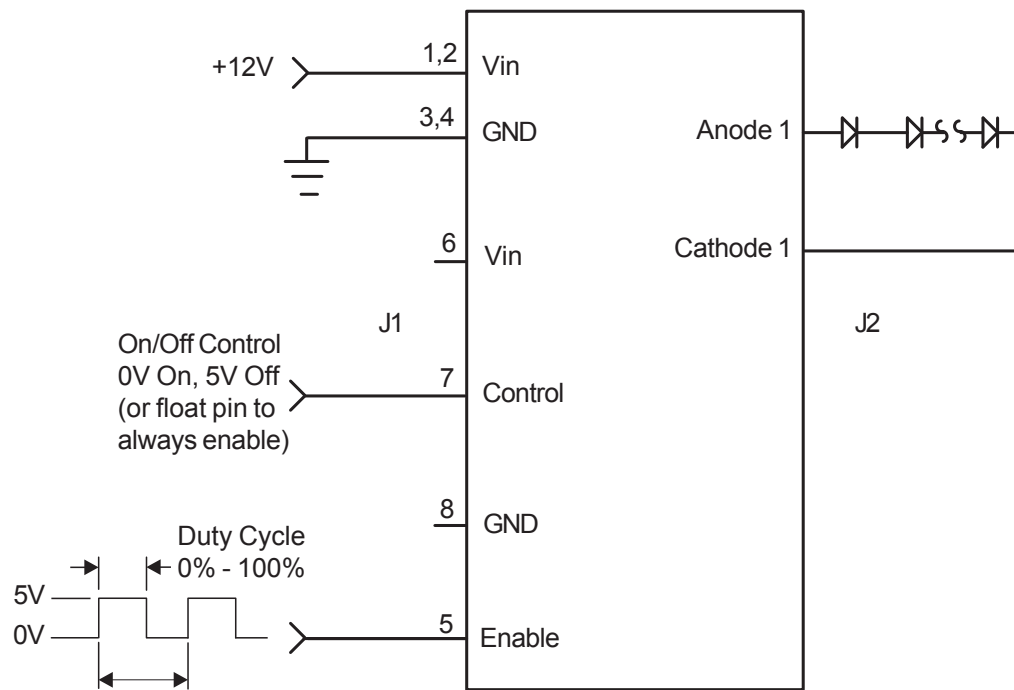 +12V
1,2
Vin
3,4
GND
Anode 1
6
Vin
Cathode 1
J1
J2
On/Off Control
0V On, 5V Off
(or float pin to
always enable)
7
Control
8
GND
Duty Cycle
0% - 100%
5V
0V
5
Enable